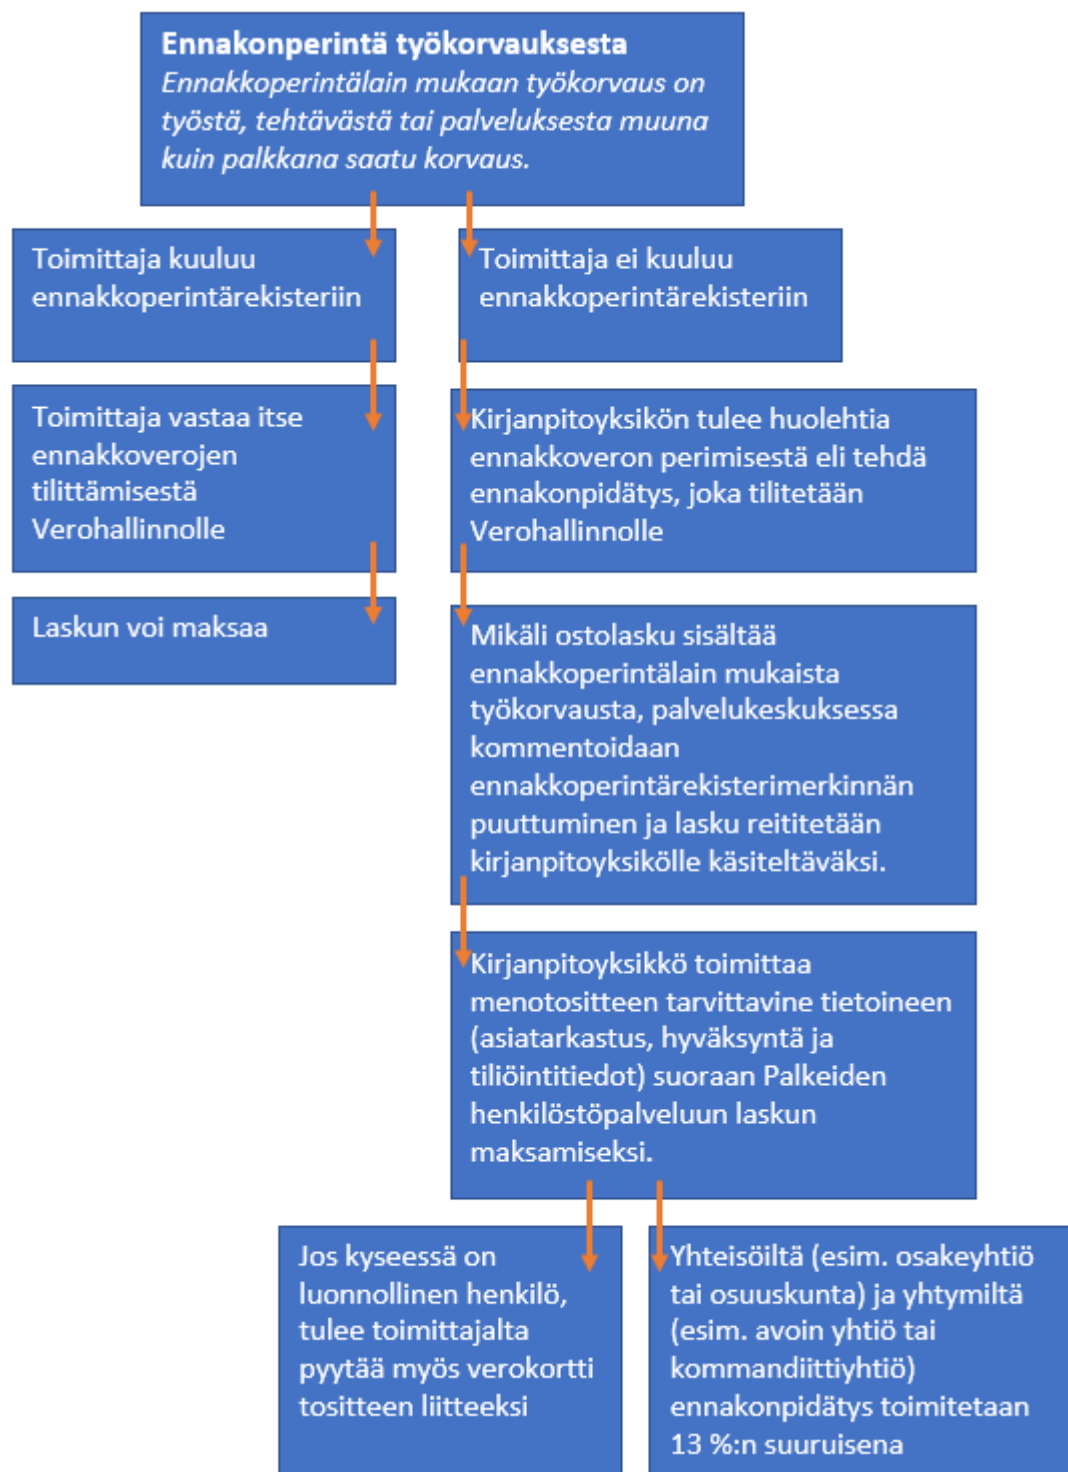 Ennakonperintä työkorvauksesta
Ennakkoperintälain mukaan työkorvaus on
työstä, tehtävästä tai palveluksesta muuna
kuin palkkana saatu korvaus.
Toimittaja kuuluu
ennakkoperintärekisteriin
Toimittaja ei kuuluu
ennakkoperintärekisteriin
Toimittaja vastaa itse
ennakkoverojen
tilittämisestä
Verohallinnolle
Kirjanpitoyksikön tulee huolehtia
ennakkoveron perimisestä eli tehdä
ennakonpidätys, joka tilitetään
Verohallinnolle
Laskun voi maksaa
Mikäli ostolasku sisältää
ennakkoperintälain mukaista
työkorvausta, palvelukeskuksessa
kommentoidaan
ennakkoperintärekisterimerkinnän
puuttuminen ja lasku reititetään
kirjanpitoyksikölle käsiteltäväksi.
Kirjanpitoyksikkö toimittaa
menotositteen tarvittavine tietoineen
(asiatarkastus, hyväksyntä ja
tiliöintitiedot) suoraan Palkeiden
henkilöstöpalveluun laskun
maksamiseksi.
Jos kyseessä on
luonnollinen henkilö,
tulee toimittajalta
pyytää myös verokortti
tositteen liitteeksi
Yhteisöiltä (esim. osakeyhtiö
tai osuuskunta) ja yhtymiltä
(esim. avoin yhtiö tai
kommandiittiyhtiö)
ennakonpidätys toimitetaan
13 %:n suuruisena